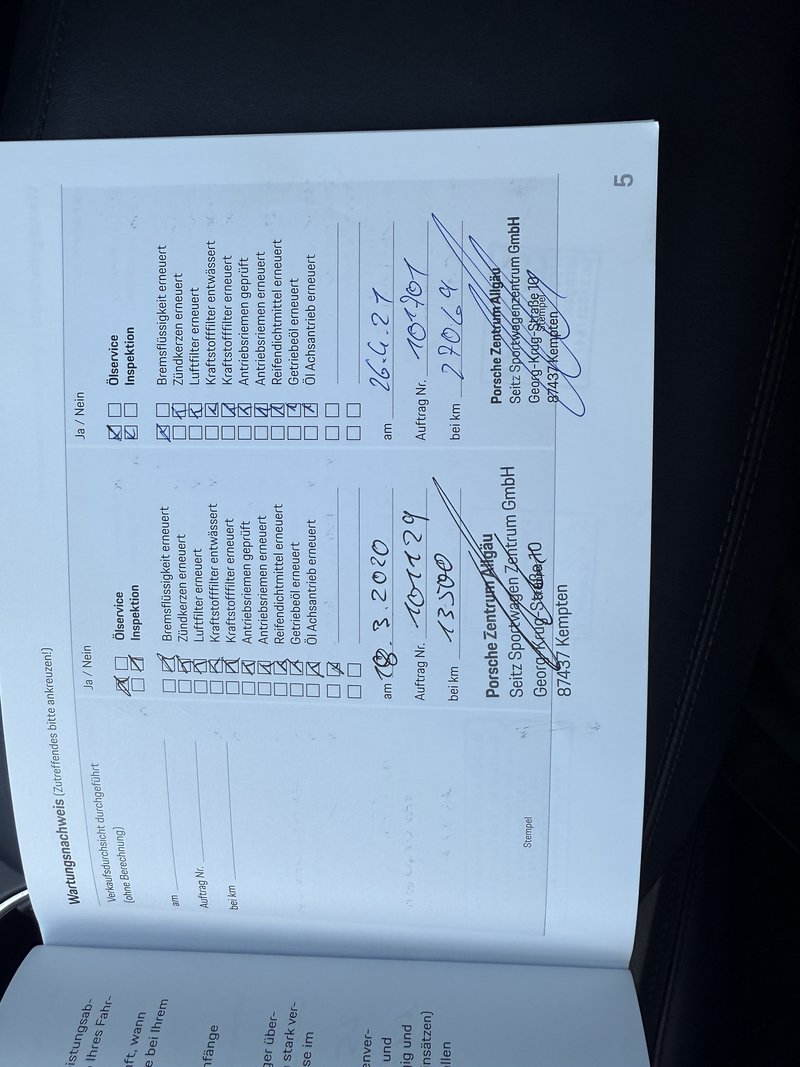 Wartungsnachweis (Zutreffendes bitte ankreuzen!)
Verkaufsdurchsicht durchgeführt
(ohne Berechnung)
am
Auftrag Nr.
bei km
Stempel
Ja / Nein
Ölservice
Inspektion
Bremsflüssigkeit erneuert
Zündkerzen erneuert
Luftfilter erneuert
Kraftstofffilter entwässert
Kraftstofffilter erneuert
Antriebsriemen geprüft
Antriebsriemen erneuert
Reifendichtmittel erneuert
Getriebeöl erneuert
Öl Achsantrieb erneuert
am 18.3.2020
Auftrag Nr. 101129
bei km 13500
Porsche Zentrum Allgäu
Seitz Sportwagen Zentrum GmbH
Georg-Krug-Straße 10
87437 Kempten
Ja / Nein
Ölservice
Inspektion
Bremsflüssigkeit erneuert
Zündkerzen erneuert
Luftfilter erneuert
Kraftstofffilter entwässert
Kraftstofffilter erneuert
Antriebsriemen geprüft
Antriebsriemen erneuert
Reifendichtmittel erneuert
Getriebeöl erneuert
Öl Achsantrieb erneuert
am 26.4.21
Auftrag Nr. 101701
bei km 27069
Porsche Zentrum Allgäu
Seitz Sportwagenzentrum GmbH
Georg-Krug-Straße 10
Stempel
87437 Kempten
5